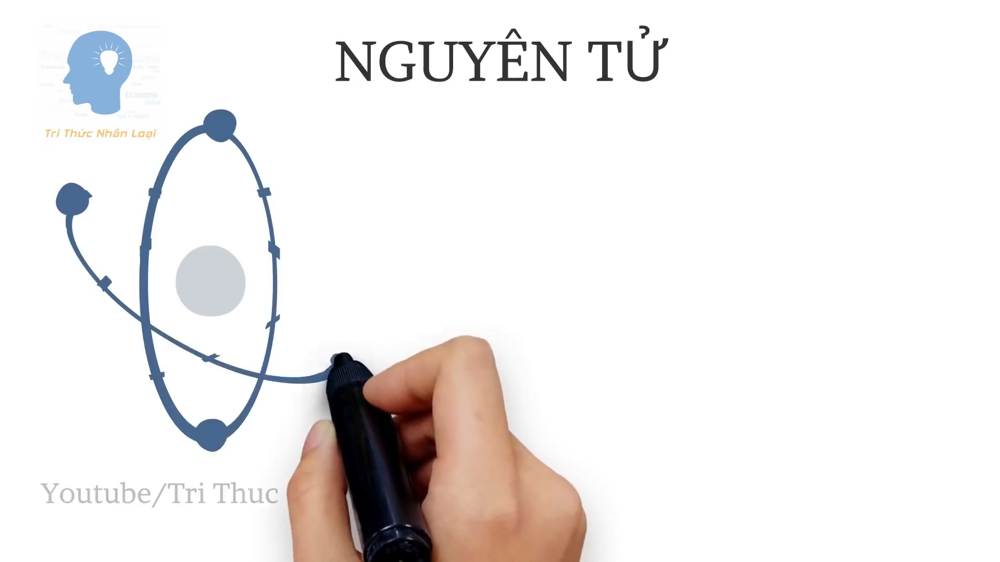 NGUYÊN TỬ
Economy
Tri Thức Nhân Loại
Youtube/Tri Thuc